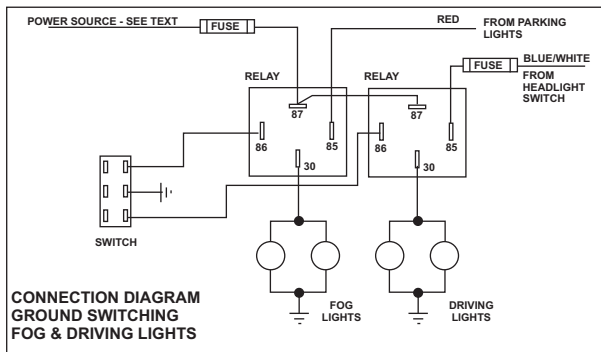 POWER SOURCE - SEE TEXT
FUSE
RED
FROM PARKING
LIGHTS
BLUE/WHITE
FUSE
FROM
HEADLIGHT
SWITCH
RELAY
RELAY
87
87
86
85
86
85
30
30
SWITCH
FOG
LIGHTS
DRIVING
LIGHTS
CONNECTION DIAGRAM
GROUND SWITCHING
FOG & DRIVING LIGHTS